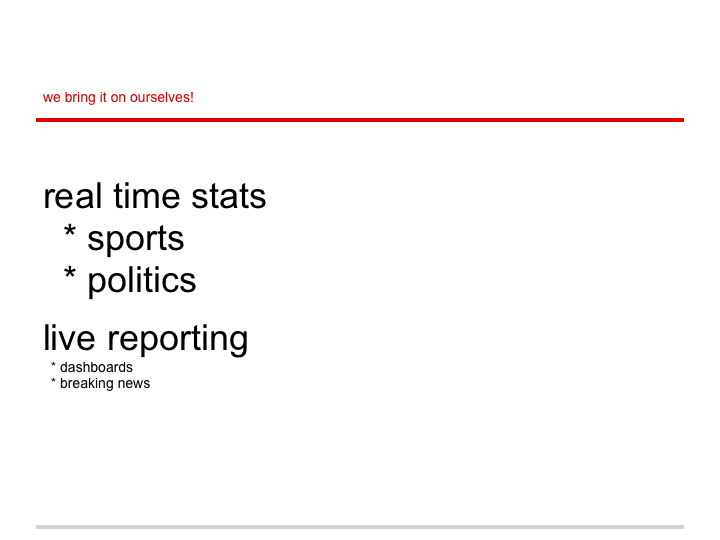 we bring it on ourselves!
real time stats
* sports
* politics
live reporting
* dashboards
* breaking news